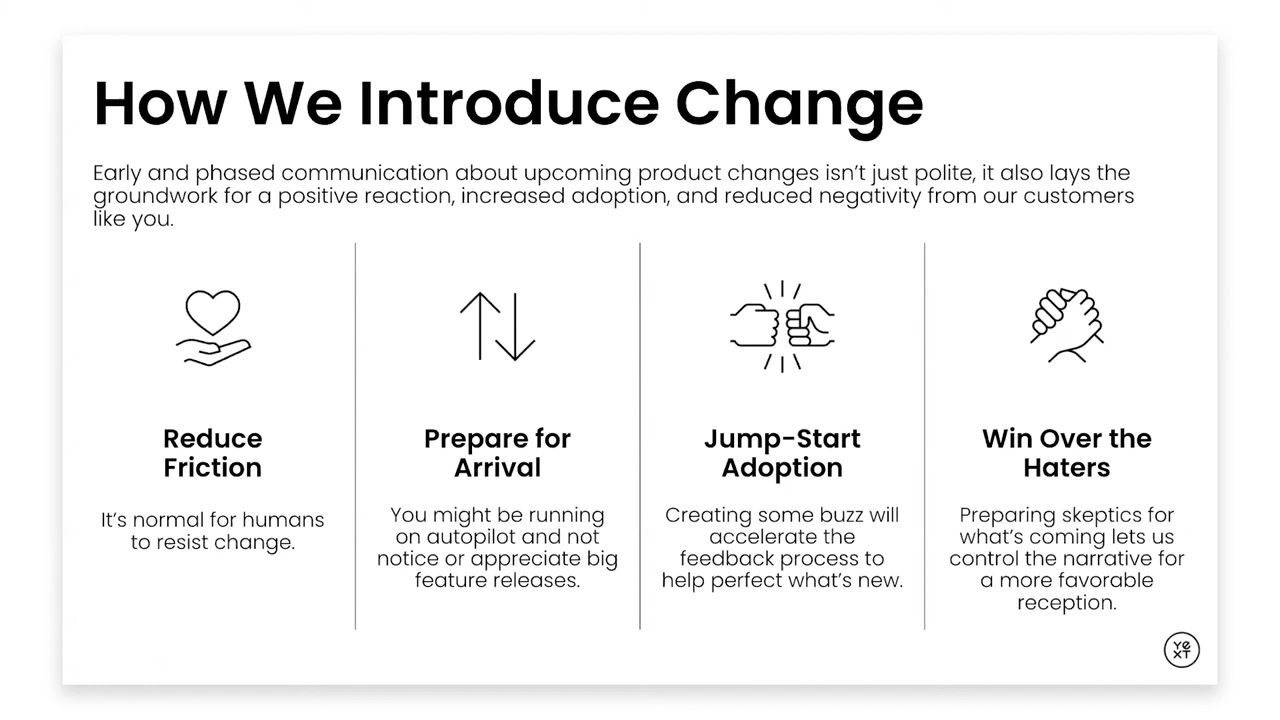 How We Introduce Change
Early and phased communication about upcoming product changes isn't just polite, it also lays the
groundwork for a positive reaction, increased adoption, and reduced negativity from our customers
like you.
Reduce
Friction
It's normal for humans
to resist change.
Prepare for
Arrival
You might be running
on autopilot and not
notice or appreciate big
feature releases.
Jump-Start
Adoption
Creating some buzz will
accelerate the
feedback process to
help perfect what's new.
Win Over the
Haters
Preparing skeptics for
what's coming lets us
control the narrative for
a more favorable
reception.
ye
xt